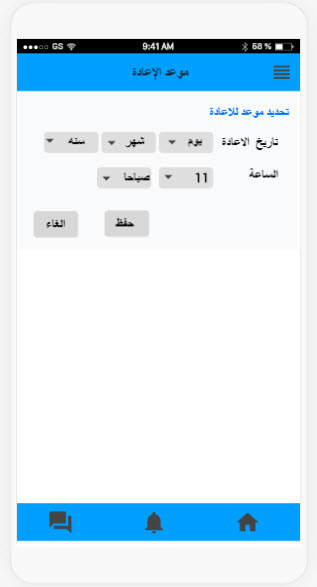 GS 9:41 AM 58 %
موعد الإعادة
تحديد موعد للاعادة
تاريخ الاعادة يوم شهر سنه
الساعة 11 صباحا
حفظ الغاء